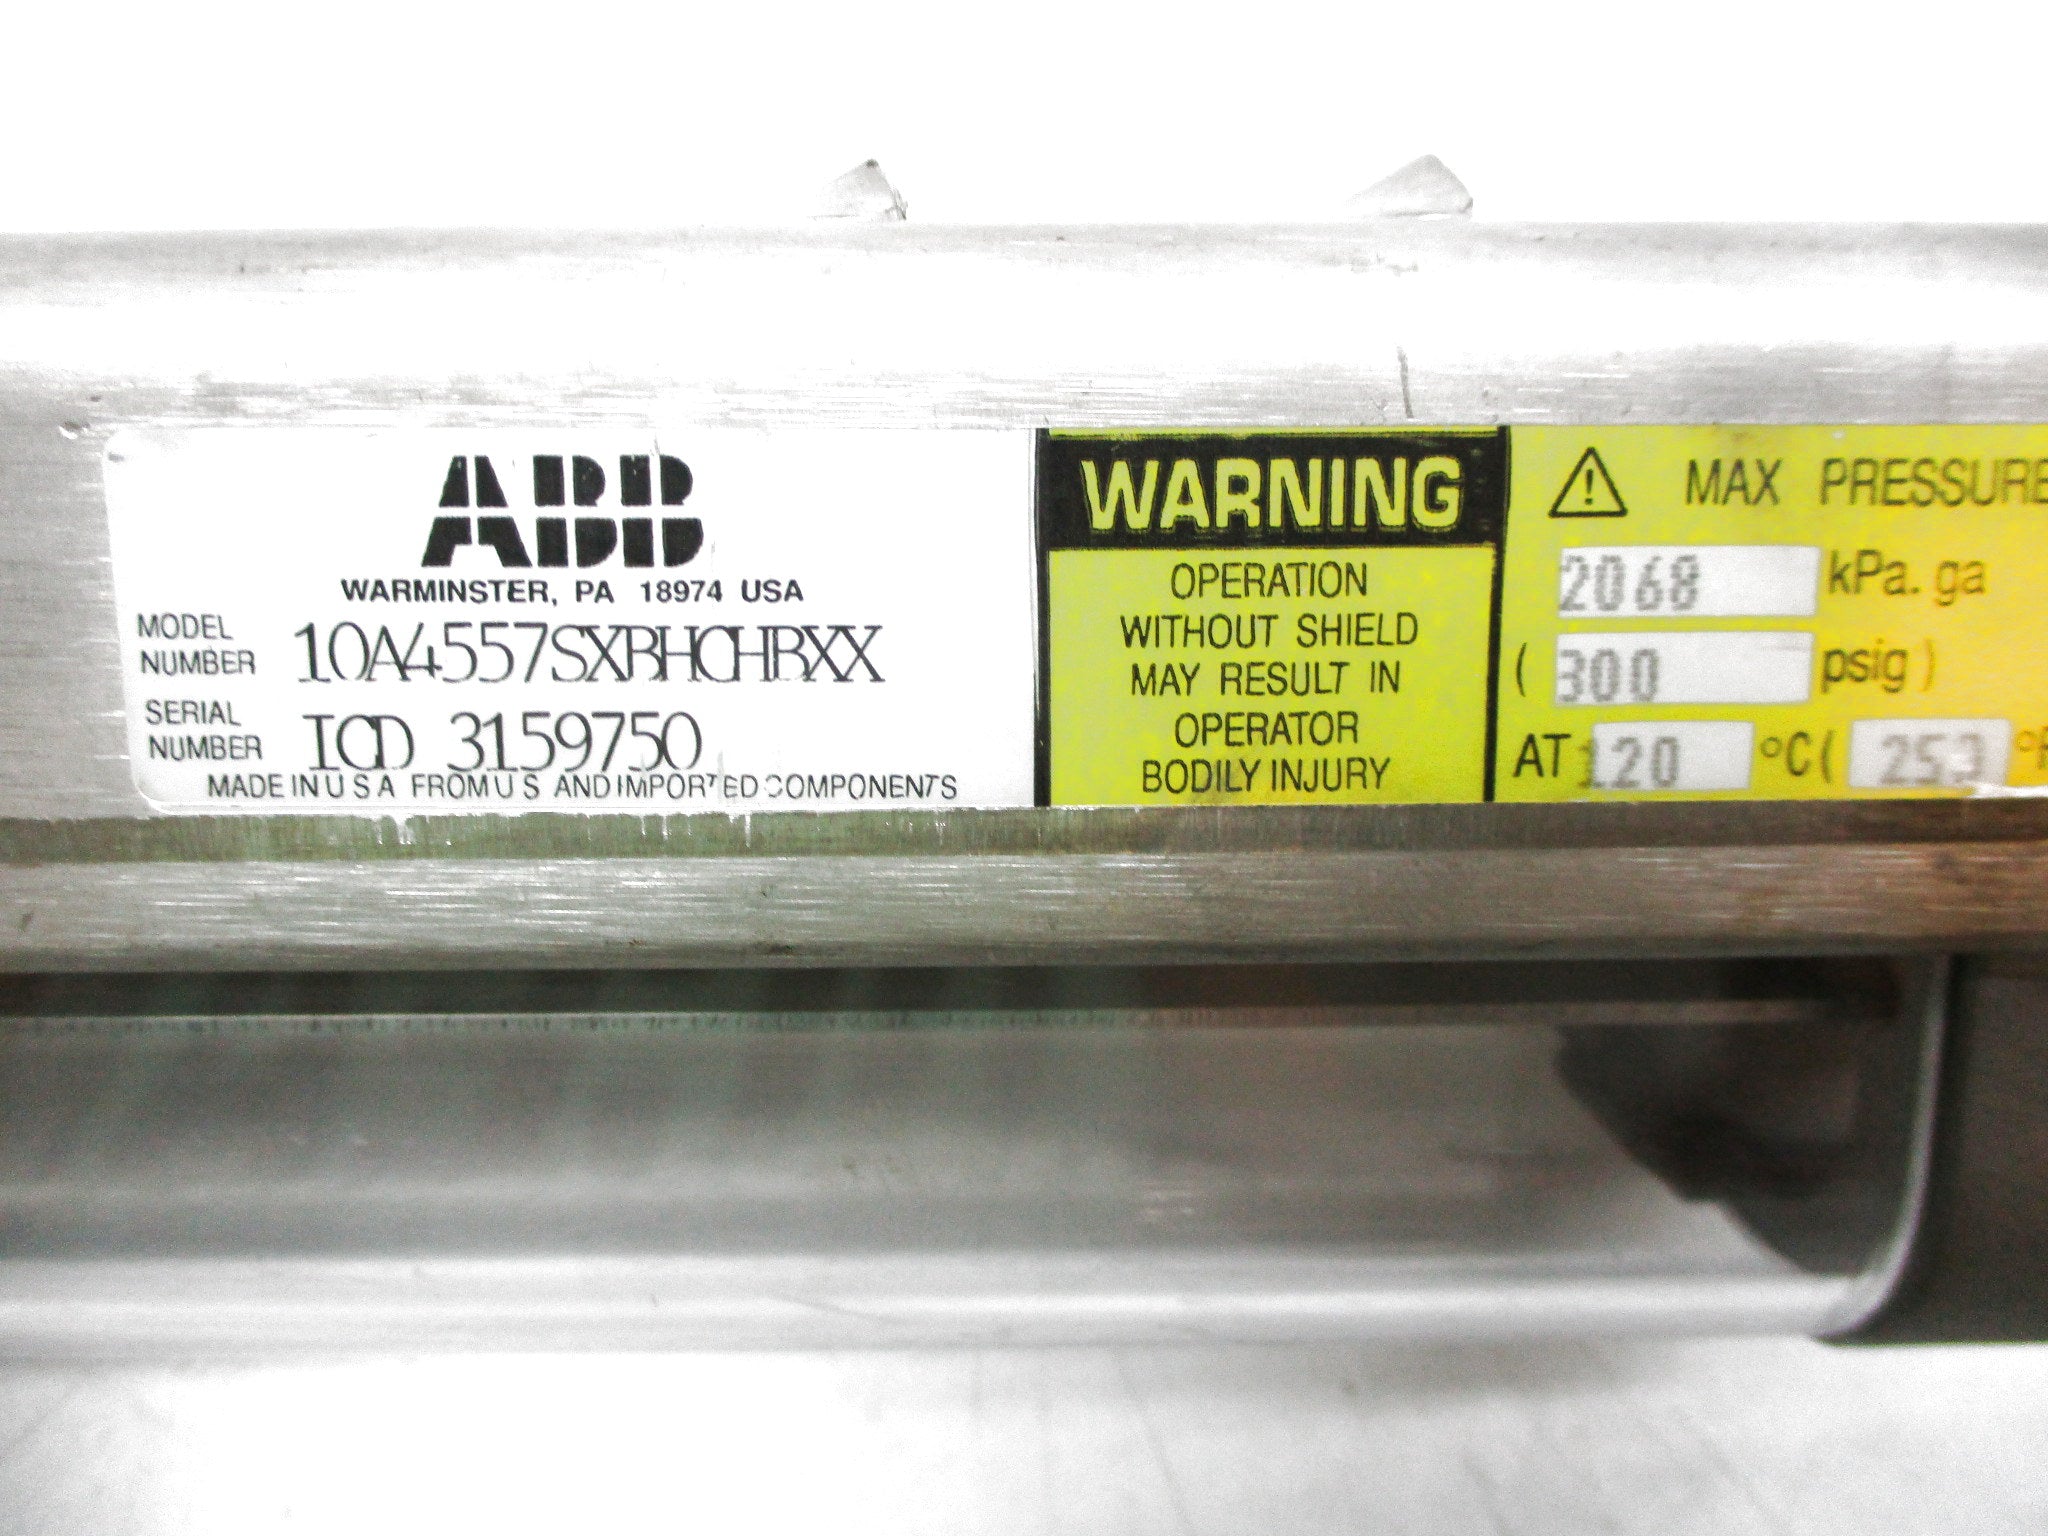 ABB
WARMINSTER, PA 18974 USA
MODEL
NUMBER 10A4557SXBHCHBXX
SERIAL
NUMBER ICD 3159750
MADE IN U S A FROM U S AND IMPORTED COMPONENTS
WARNING
OPERATION
WITHOUT SHIELD
MAY RESULT IN
OPERATOR
BODILY INJURY
MAX PRESSURE
2068 kPa. ga
( 300 psig )
AT 120 °C ( 250 °F